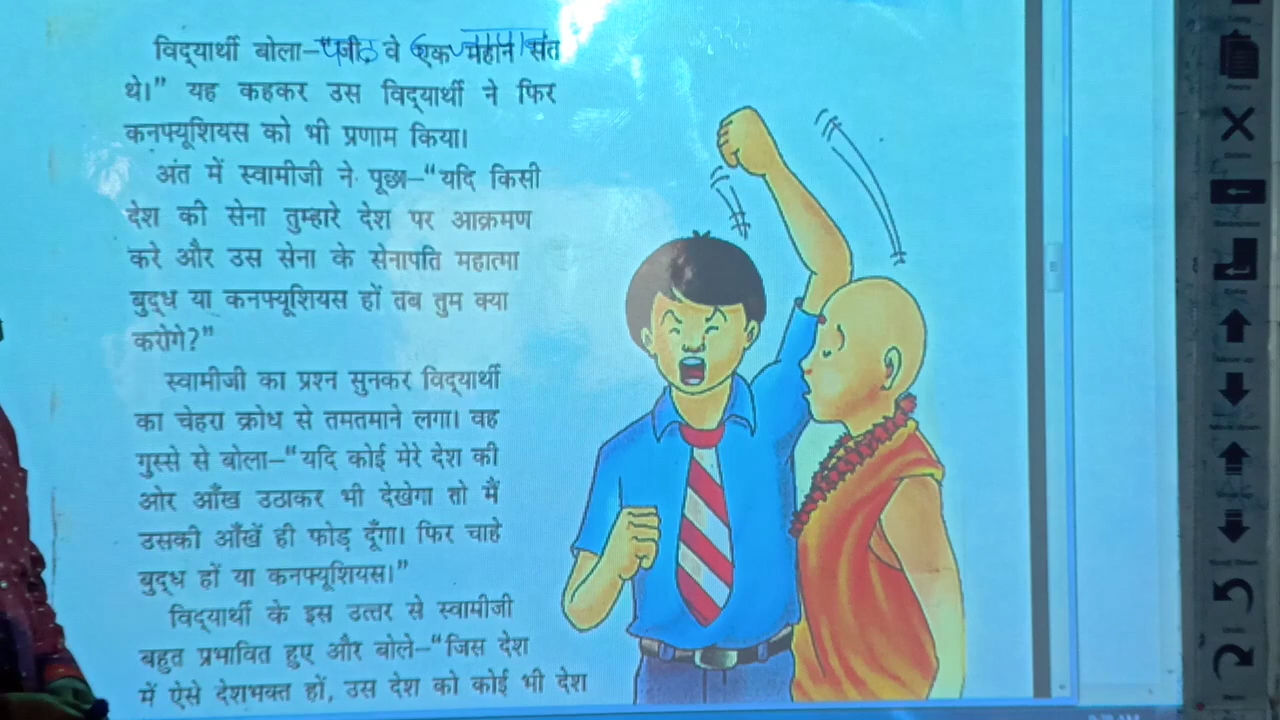 विद्यार्थी बोला–“जी वे एक महान संत
थे।” यह कहकर उस विद्यार्थी ने फिर
कनफ्यूशियस को भी प्रणाम किया।
अंत में स्वामीजी ने पूछा–“यदि किसी
देश की सेना तुम्हारे देश पर आक्रमण
करे और उस सेना के सेनापति महात्मा
बुद्ध या कनफ्यूशियस हों तब तुम क्या
करोगे?”
स्वामीजी का प्रश्न सुनकर विद्यार्थी
का चेहरा क्रोध से तमतमाने लगा। वह
गुस्से से बोला–“यदि कोई मेरे देश की
ओर आँख उठाकर भी देखेगा तो मैं
उसकी आँखें ही फोड़ दूँगा। फिर चाहे
बुद्ध हों या कनफ्यूशियस।”
विद्यार्थी के इस उत्तर से स्वामीजी
बहुत प्रभावित हुए और बोले–“जिस देश
में ऐसे देशभक्त हों, उस देश को कोई भी देश